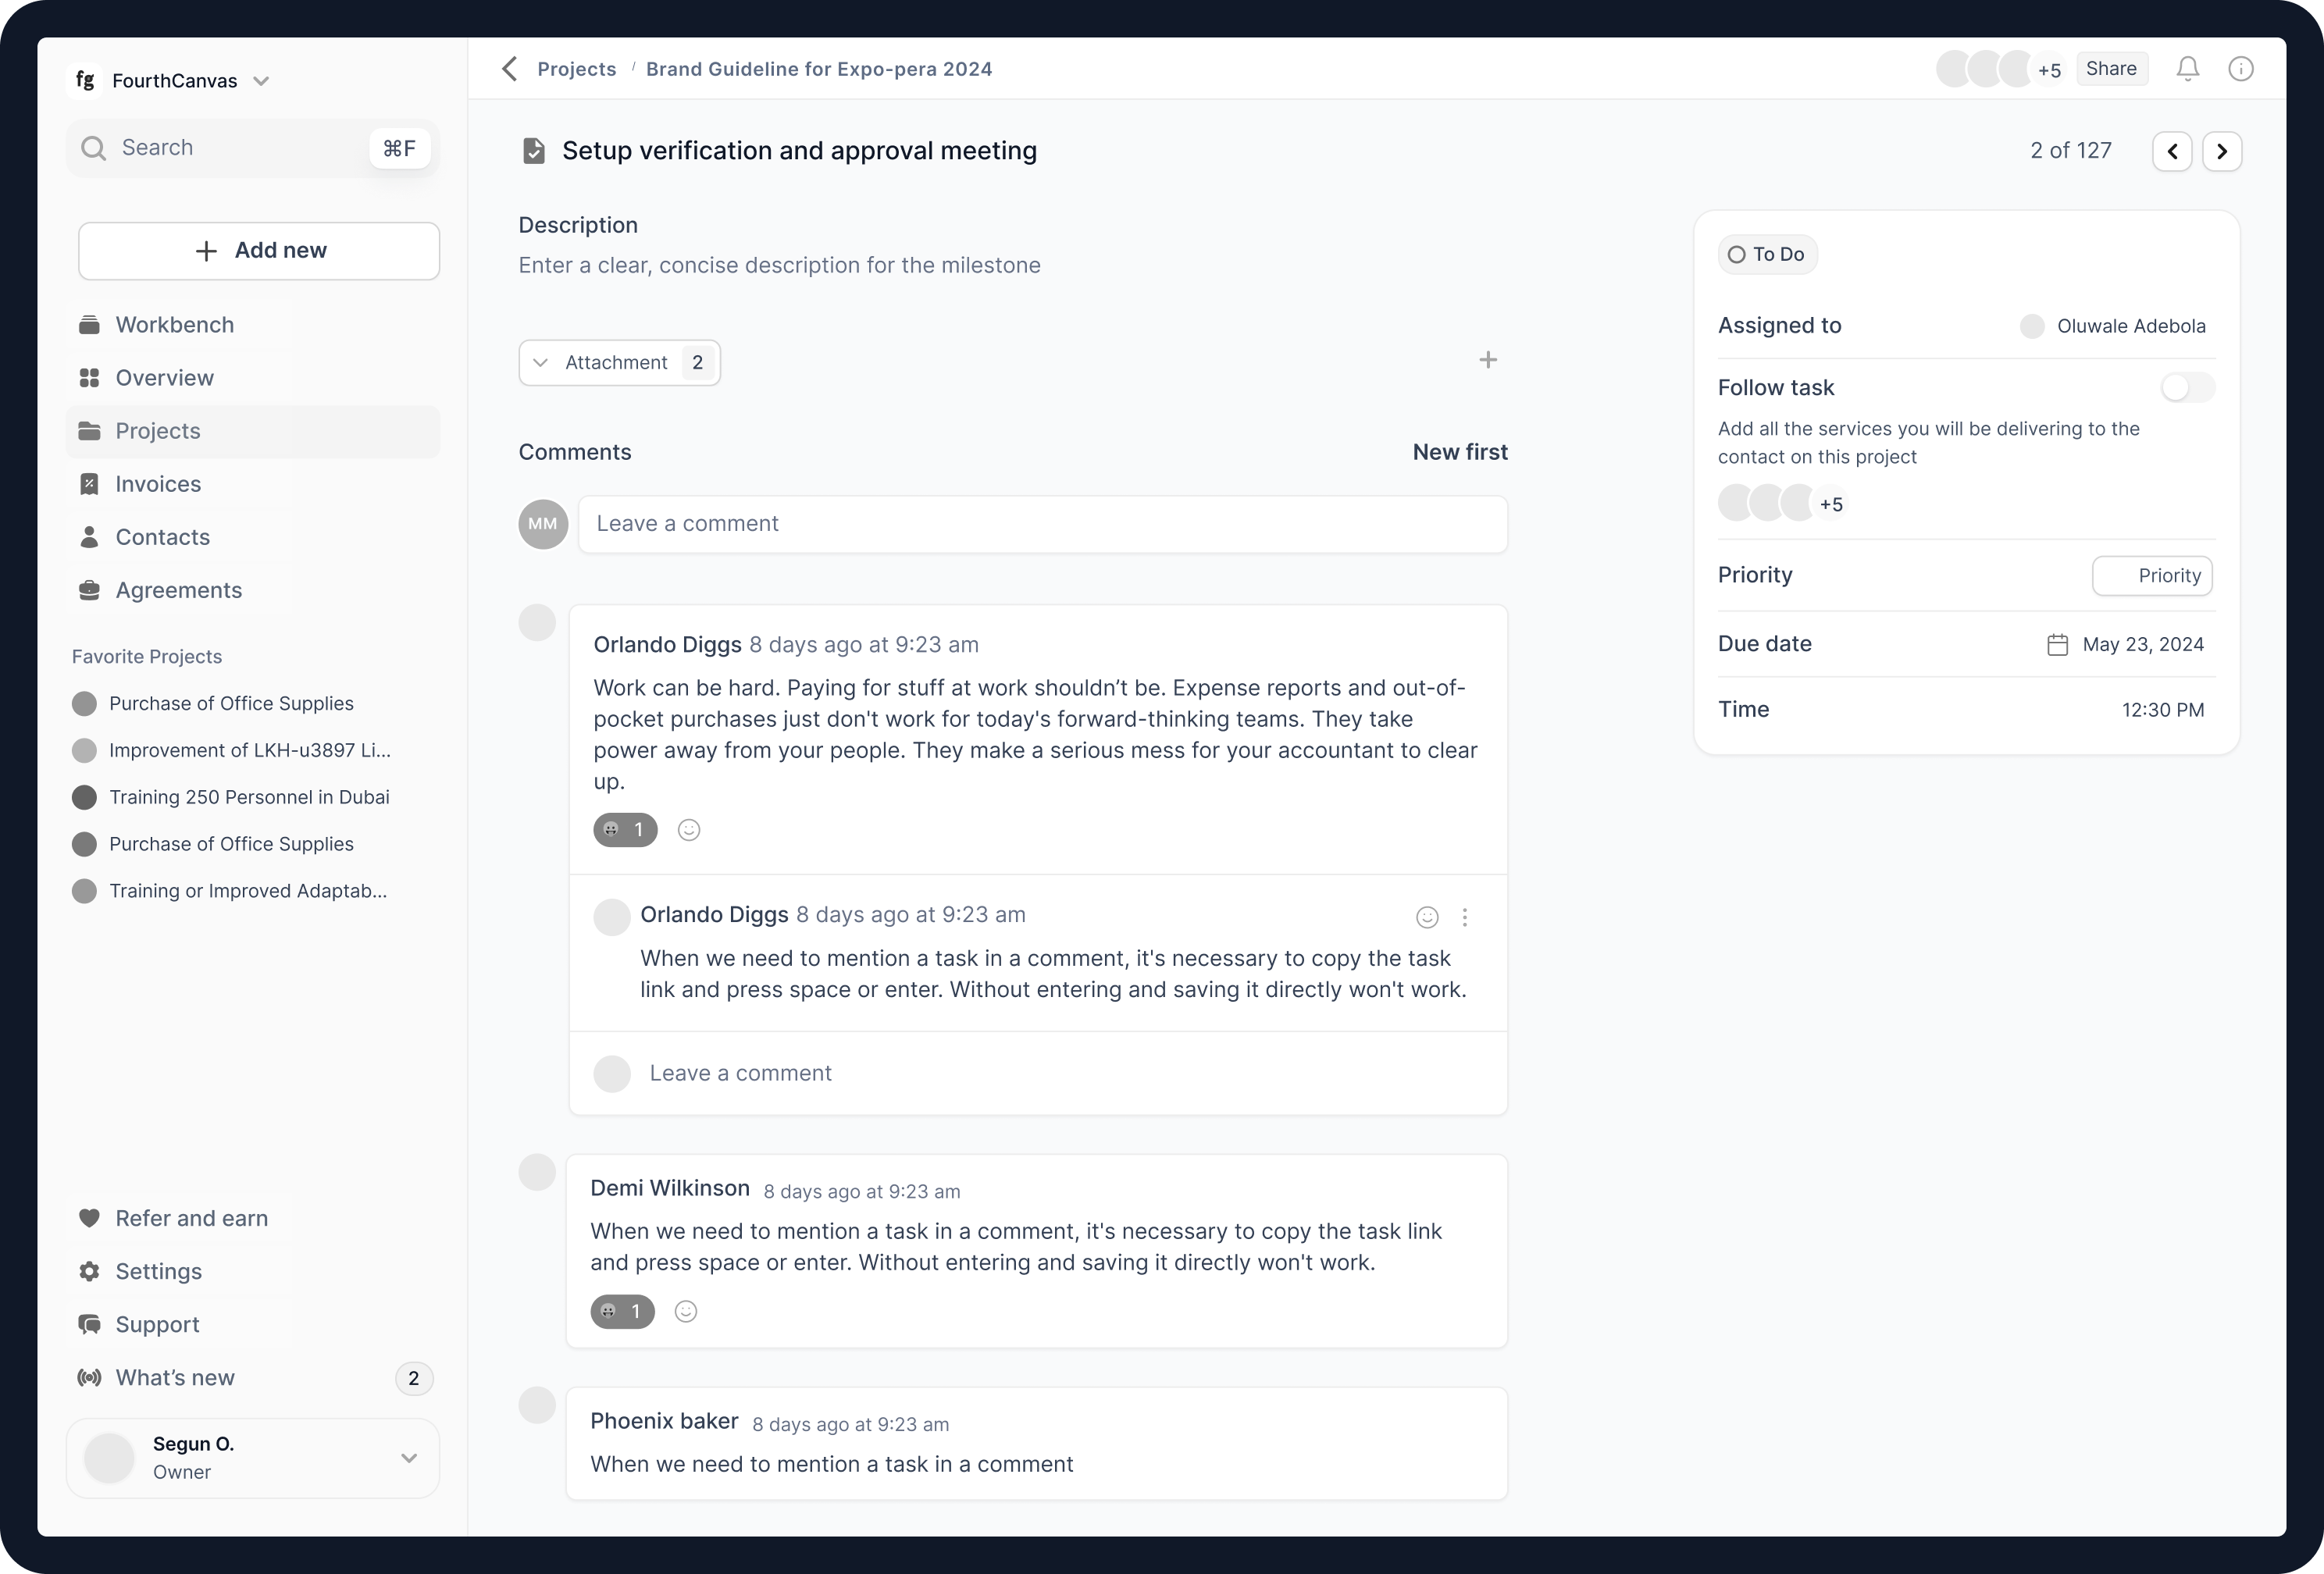 fg FourthCanvas
Search ⌘F
Add new
Workbench
Overview
Projects
Invoices
Contacts
Agreements
Favorite Projects
Purchase of Office Supplies
Improvement of LKH-u3897 Li...
Training 250 Personnel in Dubai
Purchase of Office Supplies
Training or Improved Adaptab...
Refer and earn
Settings
Support
What’s new 2
Segun O.
Owner
Projects / Brand Guideline for Expo-pera 2024
+5 Share
Setup verification and approval meeting
2 of 127
Description
Enter a clear, concise description for the milestone
Attachment 2
Comments New first
MM Leave a comment
Orlando Diggs 8 days ago at 9:23 am
Work can be hard. Paying for stuff at work shouldn’t be. Expense reports and out-of-
pocket purchases just don't work for today's forward-thinking teams. They take
power away from your people. They make a serious mess for your accountant to clear
up.
1
Orlando Diggs 8 days ago at 9:23 am
When we need to mention a task in a comment, it's necessary to copy the task
link and press space or enter. Without entering and saving it directly won't work.
Leave a comment
Demi Wilkinson 8 days ago at 9:23 am
When we need to mention a task in a comment, it's necessary to copy the task link
and press space or enter. Without entering and saving it directly won't work.
1
Phoenix baker 8 days ago at 9:23 am
When we need to mention a task in a comment
To Do
Assigned to Oluwale Adebola
Follow task
Add all the services you will be delivering to the
contact on this project
+5
Priority Priority
Due date May 23, 2024
Time 12:30 PM